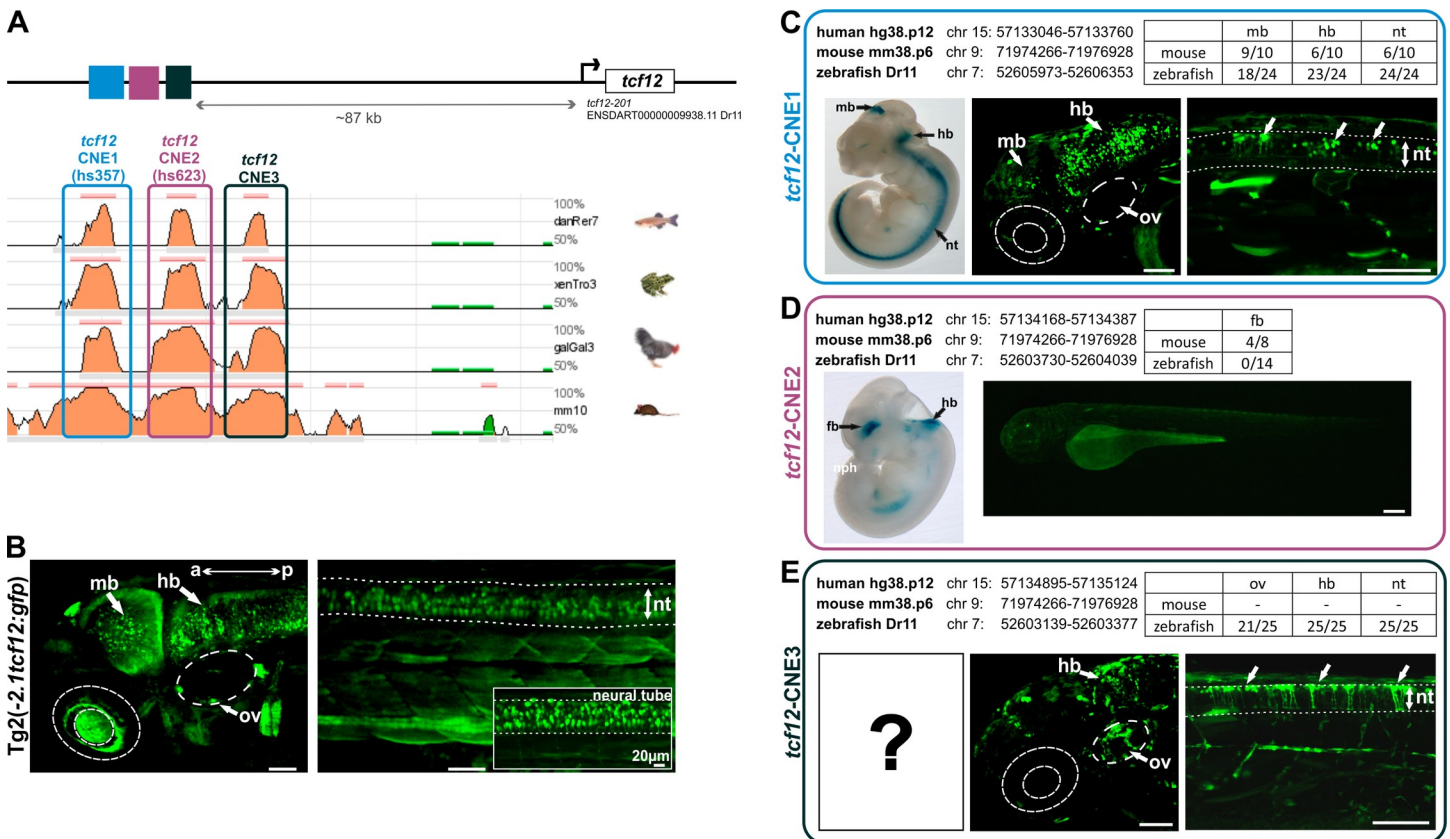 A
tcf12
~87 kb
tcf12-201
ENSDART00000009938.11 Dr11
tcf12
CNE1
(hs357)
tcf12
CNE2
(hs623)
tcf12
CNE3
100%
danRer7
50%
100%
xenTro3
50%
100%
galGal3
50%
100%
mm10
50%
B
Tg2(-2.1tcf12:gfp)
mb
hb
a
p
ov
nt
neural tube
20µm
C
tcf12-CNE1
human hg38.p12 chr 15: 57133046-57133760
mouse mm38.p6 chr 9: 71974266-71976928
zebrafish Dr11 chr 7: 52605973-52606353
mb hb nt
mouse 9/10 6/10 6/10
zebrafish 18/24 23/24 24/24
mb
hb
nt
mb
hb
ov
nt
D
tcf12-CNE2
human hg38.p12 chr 15: 57134168-57134387
mouse mm38.p6 chr 9: 71974266-71976928
zebrafish Dr11 chr 7: 52603730-52604039
fb
mouse 4/8
zebrafish 0/14
fb
hb
nph
E
tcf12-CNE3
human hg38.p12 chr 15: 57134895-57135124
mouse mm38.p6 chr 9: 71974266-71976928
zebrafish Dr11 chr 7: 52603139-52603377
ov hb nt
mouse - - -
zebrafish 21/25 25/25 25/25
?
hb
ov
nt